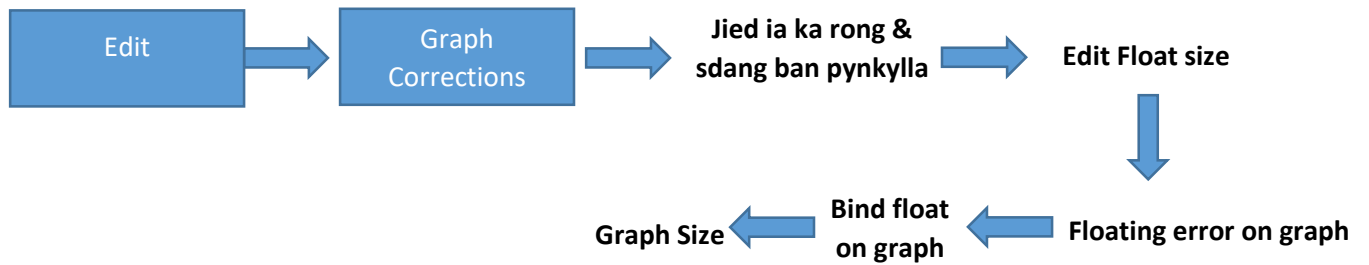 Edit
Graph
Corrections
Jied ia ka rong &
sdang ban pynkylla
Edit Float size
Floating error on graph
Bind float
on graph
Graph Size